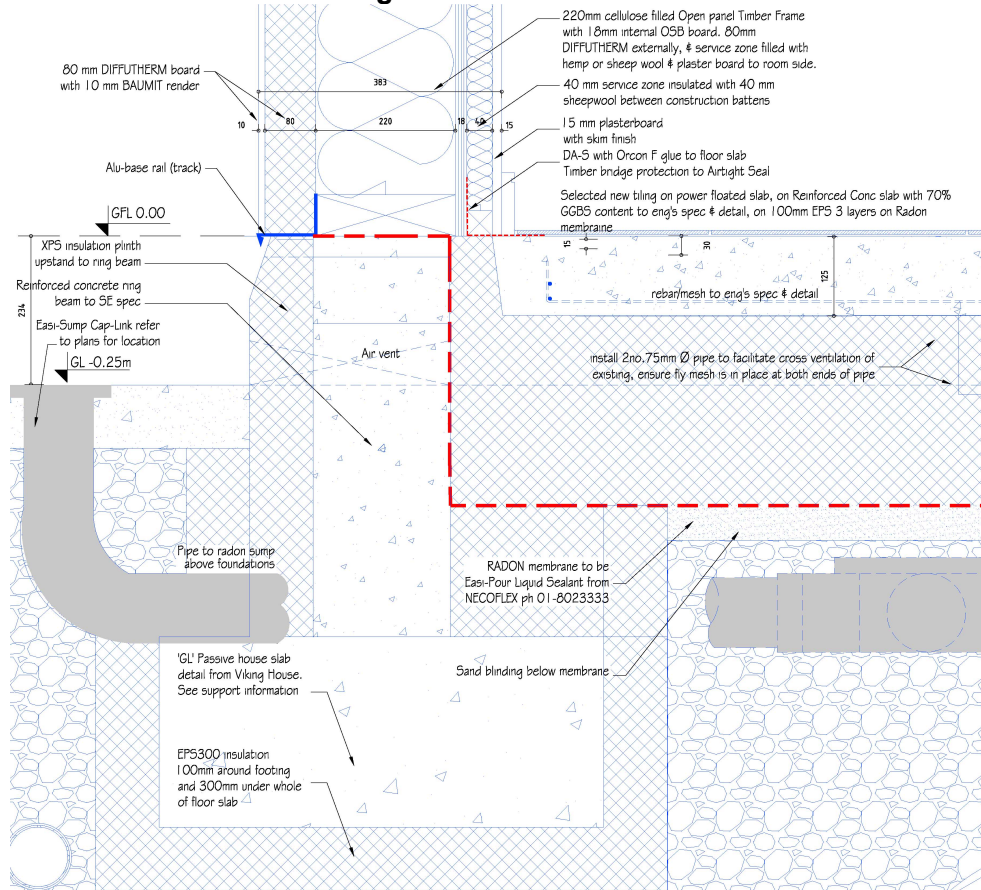 220mm cellulose filled Open panel Timber Frame
with 18mm internal OSB board. 80mm
DIFFUTHERM externally, & service zone filled with
hemp or sheep wool & plaster board to room side.
80 mm DIFFUTHERM board
with 10 mm BAUMIT render
383
40 mm service zone insulated with 40 mm
sheepwool between construction battens
10
80
220
18
40
15
15 mm plasterboard
with skim finish
DA-S with Orcon F glue to floor slab
Timber bridge protection to Airtight Seal
Alu-base rail (track)
Selected new tiling on power floated slab, on Reinforced Conc slab with 70%
GGBS content to eng's spec & detail, on 100mm EPS 3 layers on Radon
membraine
GFL 0.00
XPS insulation plinth
upstand to ring beam
15
30
125
Reinforced concrete ring
beam to SE spec
rebar/mesh to eng's spec & detail
234
Easi-Sump Cap-Link refer
to plans for location
Air vent
GL -0.25m
install 2no.75mm Ø pipe to facilitate cross ventilation of
existing, ensure fly mesh is in place at both ends of pipe
Pipe to radon sump
above foundations
RADON membrane to be
Easi-Pour Liquid Sealant from
NECOFLEX ph 01-8023333
'GL' Passive house slab
detail from Viking House.
See support information
Sand blinding below membrane
EPS300 insulation
100mm around footing
and 300mm under whole
of floor slab